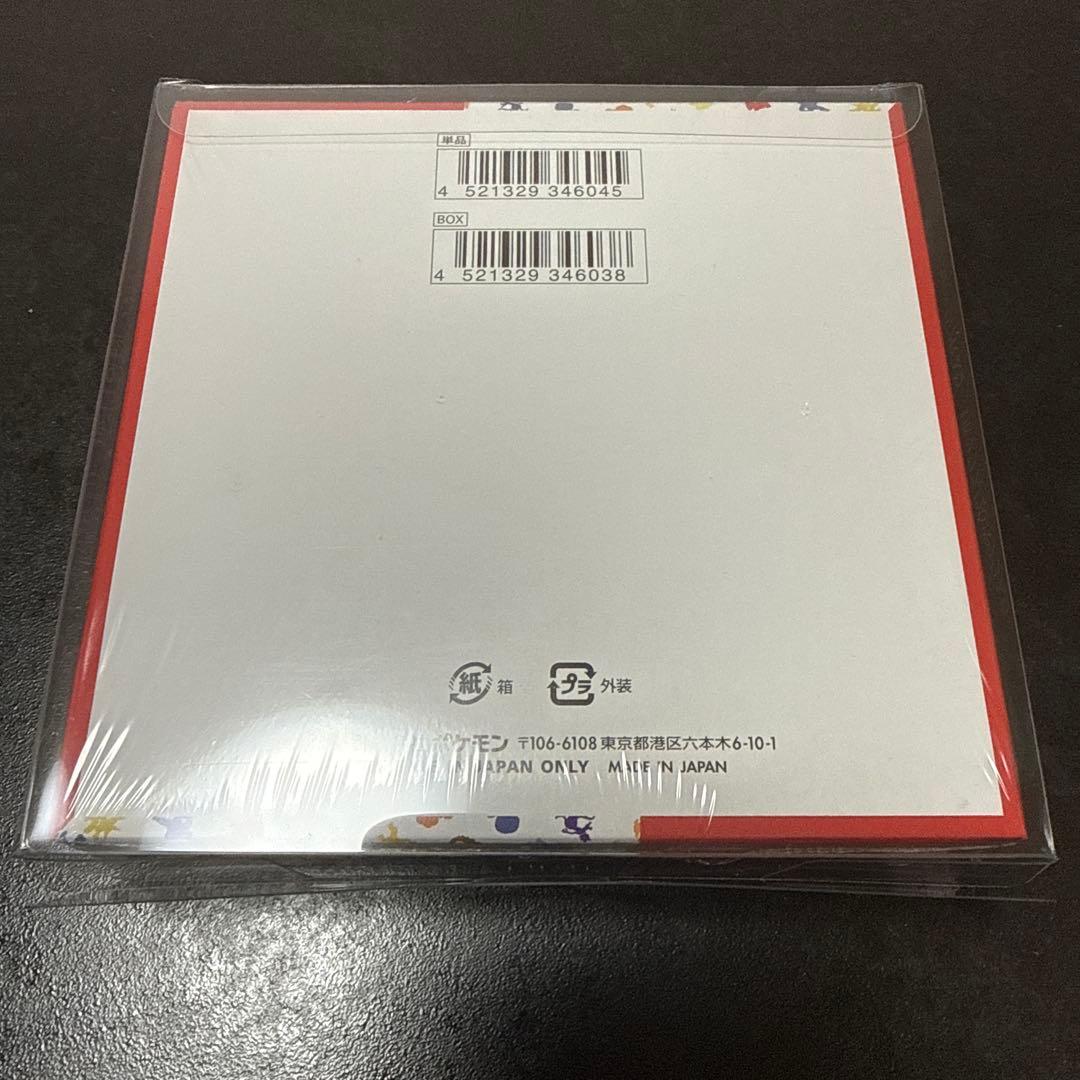 単品
4 521329 346045
BOX
4 521329 346038
紙 箱 プラ 外装
ポケモン 〒106-6108 東京都港区六本木6-10-1
IN JAPAN ONLY MADE IN JAPAN